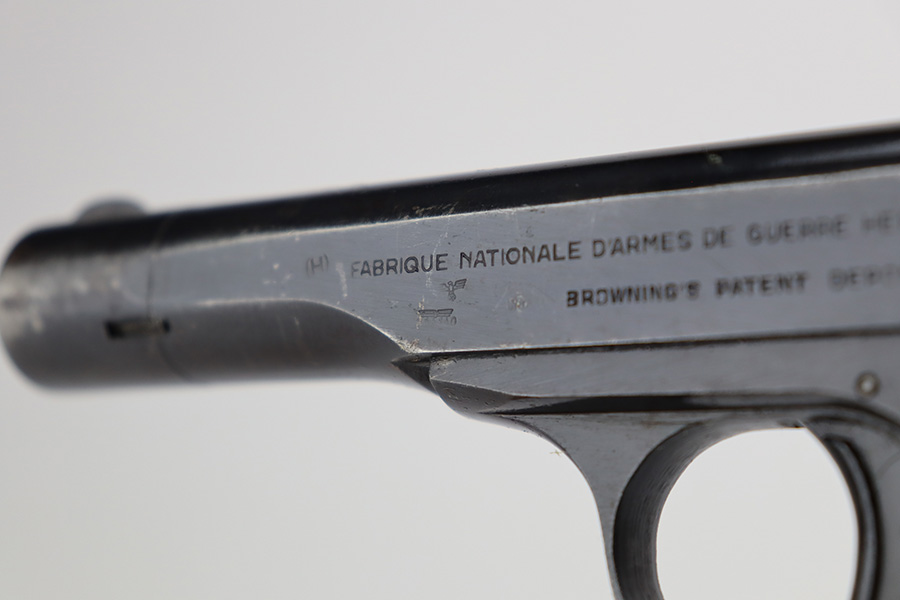 (H) FABRIQUE NATIONALE D'ARMES DE GUERRE
BROWNING'S PATENT